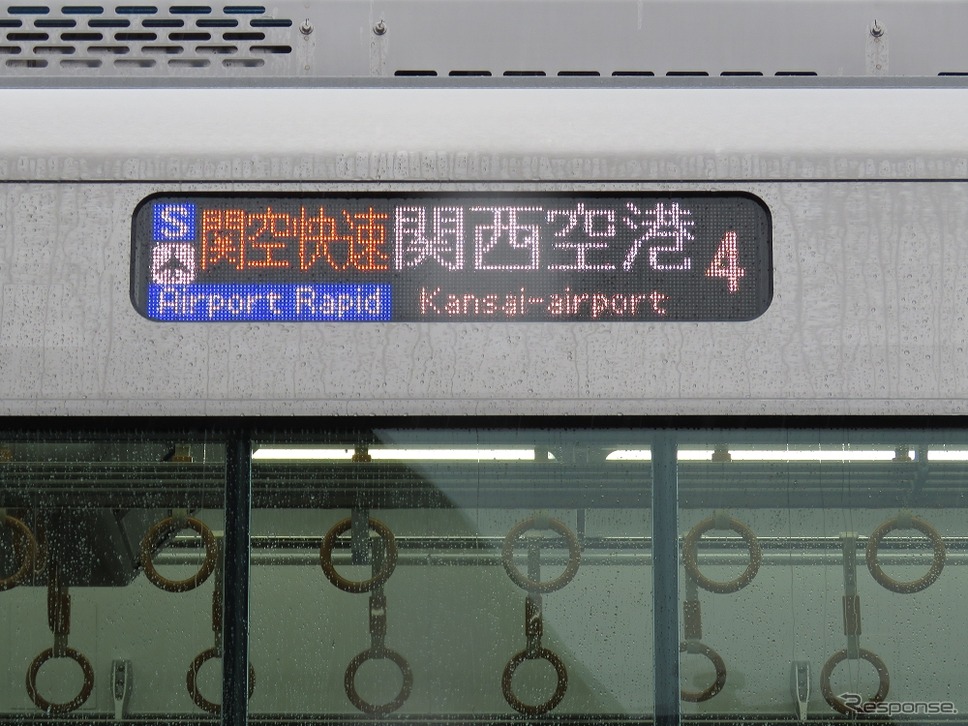 S 関空快速 関西空港 4
Airport Rapid Kansai-airport
Response.